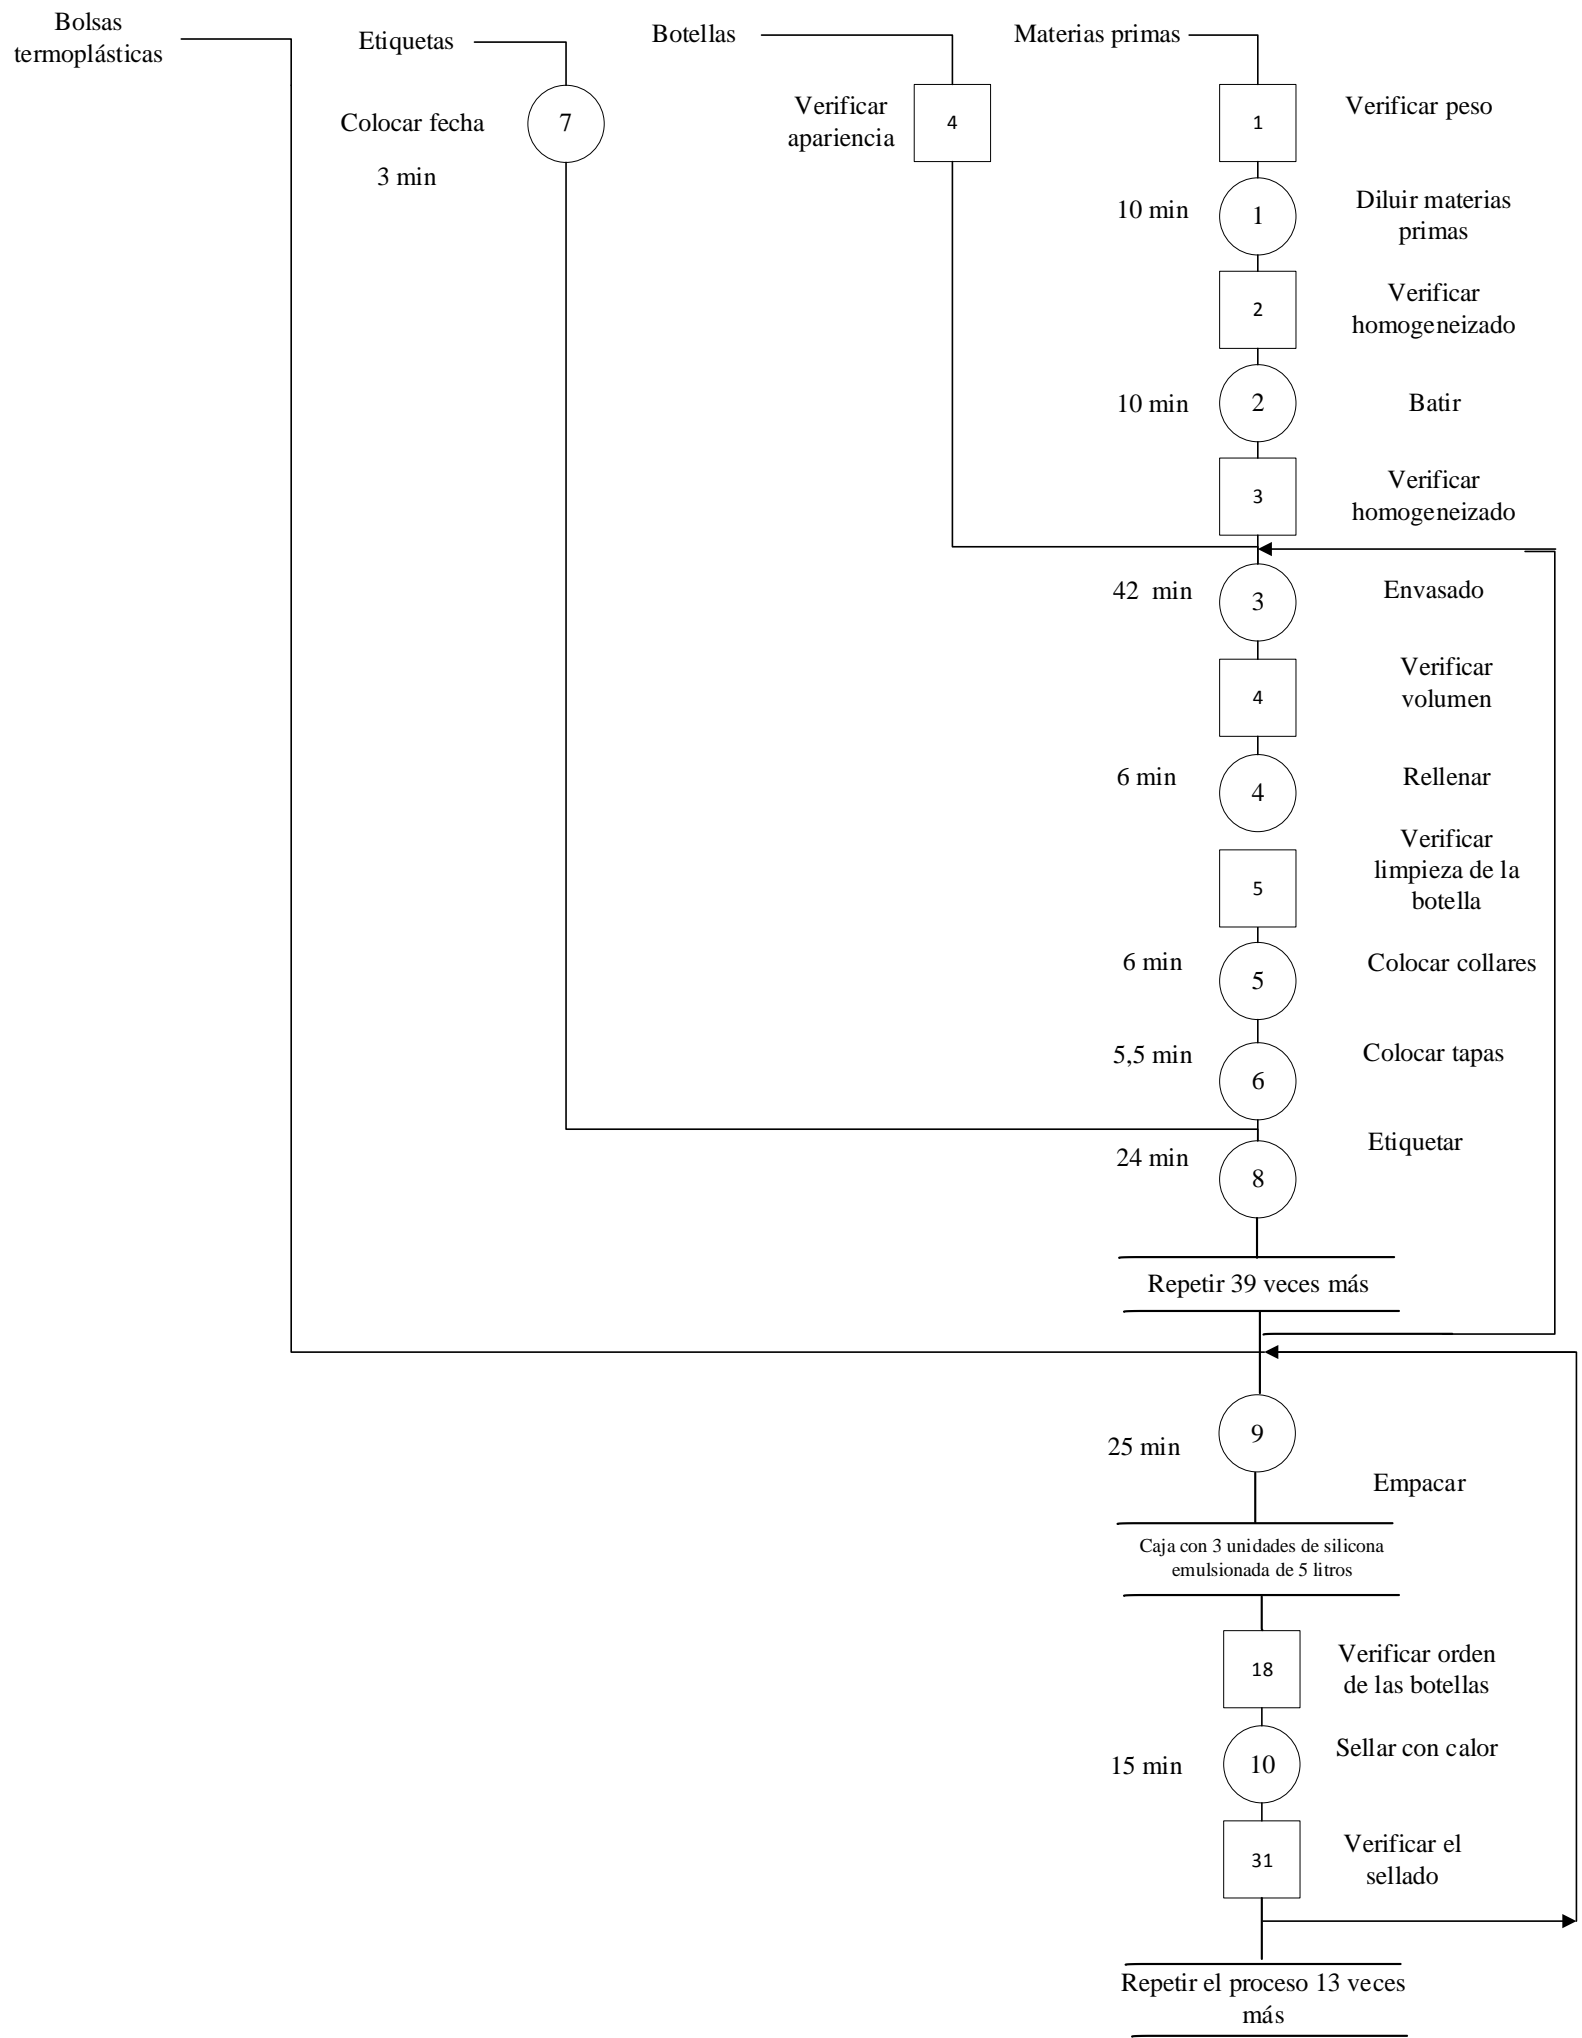 Bolsas
termoplásticas
Etiquetas
Botellas
Materias primas
Colocar fecha
7
3 min
Verificar
apariencia
4
1
Verificar peso
10 min
1
Diluir materias
primas
2
Verificar
homogeneizado
10 min
2
Batir
3
Verificar
homogeneizado
42 min
3
Envasado
4
Verificar
volumen
6 min
4
Rellenar
5
Verificar
limpieza de la
botella
6 min
5
Colocar collares
5,5 min
6
Colocar tapas
24 min
8
Etiquetar
Repetir 39 veces más
25 min
9
Empacar
Caja con 3 unidades de silicona
emulsionada de 5 litros
18
Verificar orden
de las botellas
15 min
10
Sellar con calor
31
Verificar el
sellado
Repetir el proceso 13 veces
más